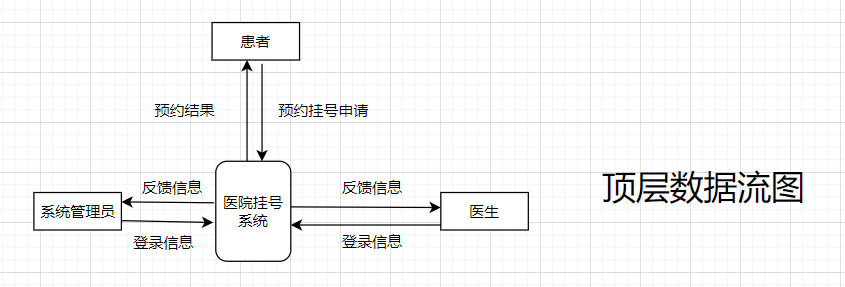 患者
预约结果
预约挂号申请
反馈信息
医院挂号
系统
反馈信息
系统管理员
医生
登录信息
登录信息
顶层数据流图